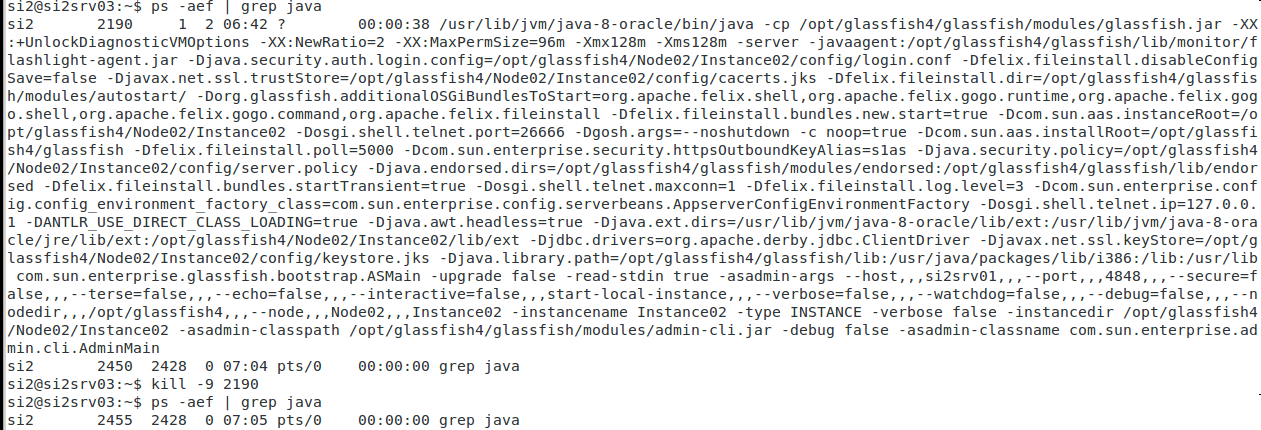 si2@si2srv03:~$ ps -aef | grep java
si2       2190     1  2 06:42 ?        00:00:38 /usr/lib/jvm/java-8-oracle/bin/java -cp /opt/glassfish4/glassfish/modules/glassfish.jar -XX
:+UnlockDiagnosticVMOptions -XX:NewRatio=2 -XX:MaxPermSize=96m -Xmx128m -Xms128m -server -javaagent:/opt/glassfish4/glassfish/lib/monitor/f
lashlight-agent.jar -Djava.security.auth.login.config=/opt/glassfish4/Node02/Instance02/config/login.conf -Dfelix.fileinstall.disableConfig
Save=false -Djavax.net.ssl.trustStore=/opt/glassfish4/Node02/Instance02/config/cacerts.jks -Dfelix.fileinstall.dir=/opt/glassfish4/glassfis
h/modules/autostart/ -Dorg.glassfish.additionalOSGiBundlesToStart=org.apache.felix.shell,org.apache.felix.gogo.runtime,org.apache.felix.gog
o.shell,org.apache.felix.gogo.command,org.apache.felix.fileinstall -Dfelix.fileinstall.bundles.new.start=true -Dcom.sun.aas.instanceRoot=/o
pt/glassfish4/Node02/Instance02 -Dosgi.shell.telnet.port=26666 -Dgosh.args=--noshutdown -c noop=true -Dcom.sun.aas.installRoot=/opt/glassfi
sh4/glassfish -Dfelix.fileinstall.poll=5000 -Dcom.sun.enterprise.security.httpsOutboundKeyAlias=s1as -Djava.security.policy=/opt/glassfish4
/Node02/Instance02/config/server.policy -Djava.endorsed.dirs=/opt/glassfish4/glassfish/modules/endorsed:/opt/glassfish4/glassfish/lib/endor
sed -Dfelix.fileinstall.bundles.startTransient=true -Dosgi.shell.telnet.maxconn=1 -Dfelix.fileinstall.log.level=3 -Dcom.sun.enterprise.conf
ig.config_environment_factory_class=com.sun.enterprise.config.serverbeans.AppserverConfigEnvironmentFactory -Dosgi.shell.telnet.ip=127.0.0.
1 -DANTLR_USE_DIRECT_CLASS_LOADING=true -Djava.awt.headless=true -Djava.ext.dirs=/usr/lib/jvm/java-8-oracle/lib/ext:/usr/lib/jvm/java-8-ora
cle/jre/lib/ext:/opt/glassfish4/Node02/Instance02/lib/ext -Djdbc.drivers=org.apache.derby.jdbc.ClientDriver -Djavax.net.ssl.keyStore=/opt/g
lassfish4/Node02/Instance02/config/keystore.jks -Djava.library.path=/opt/glassfish4/glassfish/lib:/usr/java/packages/lib/i386:/lib:/usr/lib
 com.sun.enterprise.glassfish.bootstrap.ASMain -upgrade false -read-stdin true -asadmin-args --host,,,si2srv01,,,--port,,,4848,,,--secure=f
alse,,,--terse=false,,,--echo=false,,,--interactive=false,,,start-local-instance,,,--verbose=false,,,--watchdog=false,,,--debug=false,,,--n
odedir,,,/opt/glassfish4,,,--node,,,Node02,,,Instance02 -instancename Instance02 -type INSTANCE -verbose false -instancedir /opt/glassfish4
/Node02/Instance02 -asadmin-classpath /opt/glassfish4/glassfish/modules/admin-cli.jar -debug false -asadmin-classname com.sun.enterprise.ad
min.cli.AdminMain
si2       2450  2428  0 07:04 pts/0    00:00:00 grep java
si2@si2srv03:~$ kill -9 2190
si2@si2srv03:~$ ps -aef | grep java
si2       2455  2428  0 07:05 pts/0    00:00:00 grep java